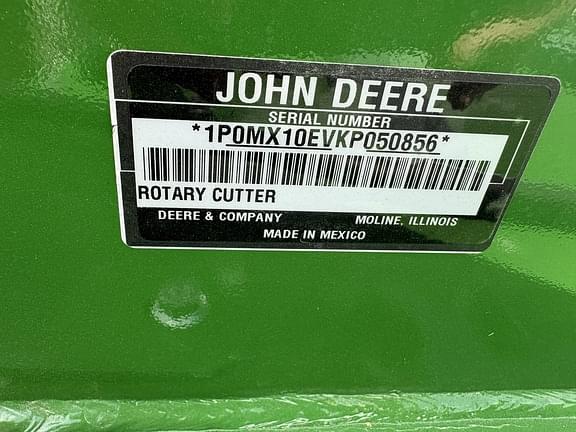 JOHN DEERE
SERIAL NUMBER
*1P0MX10EVKP050856*
ROTARY CUTTER
DEERE & COMPANY MOLINE, ILLINOIS
MADE IN MEXICO